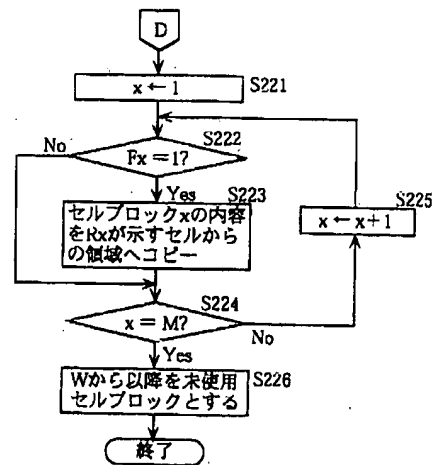 D
x ← 1
S221
S222
No
Fx = 1?
Yes
S223
セルブロックxの内容
をRxが示すセルから
の領域へコピー
S225
x ← x+1
S224
x = M?
No
Yes
Wから以降を未使用
セルブロックとする
S226
終了